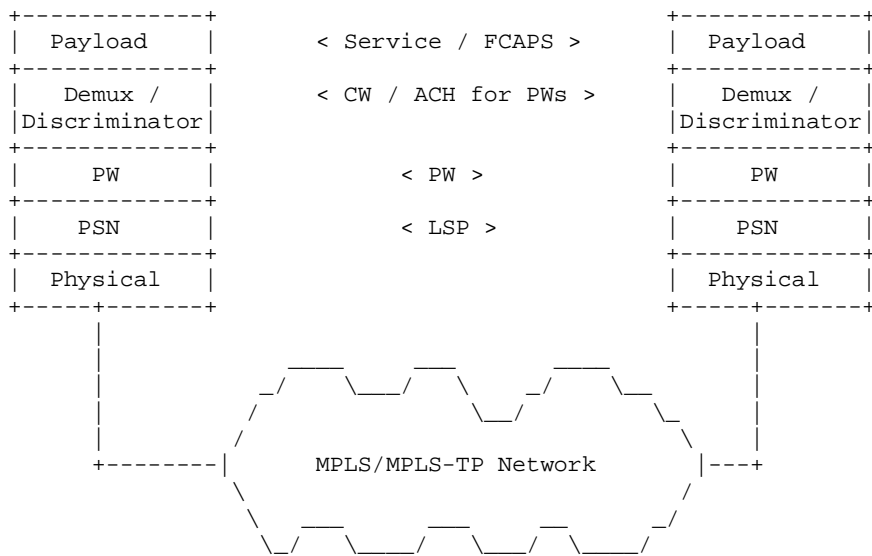 Payload < Service / FCAPS > Payload
Demux / < CW / ACH for PWs > Demux /
Discriminator Discriminator
PW < PW > PW
PSN < LSP > PSN
Physical Physical
MPLS/MPLS-TP Network